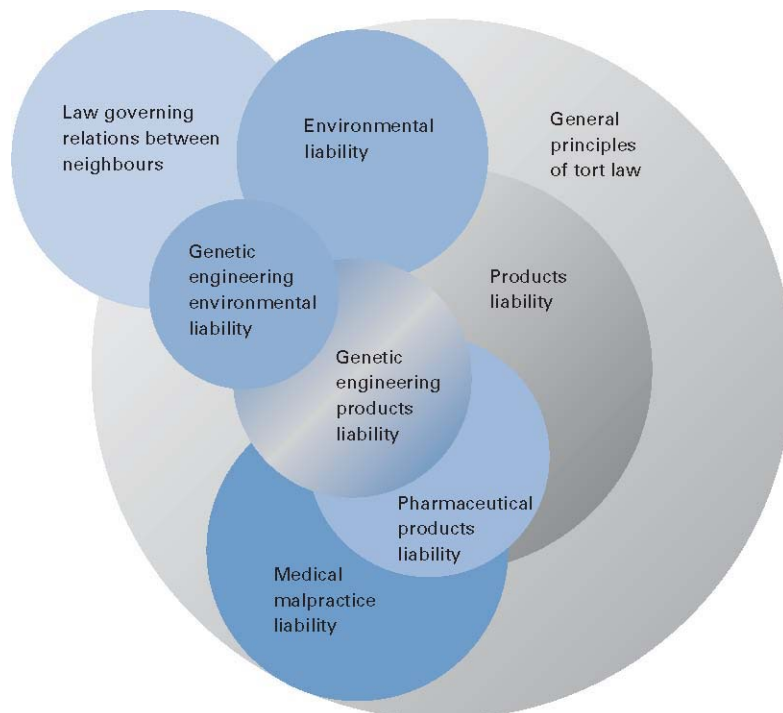 Law governing
relations between
neighbours
Environmental
liability
General
principles
of tort law
Genetic
engineering
environmental
liability
Products
liability
Genetic
engineering
products
liability
Pharmaceutical
products
liability
Medical
malpractice
liability